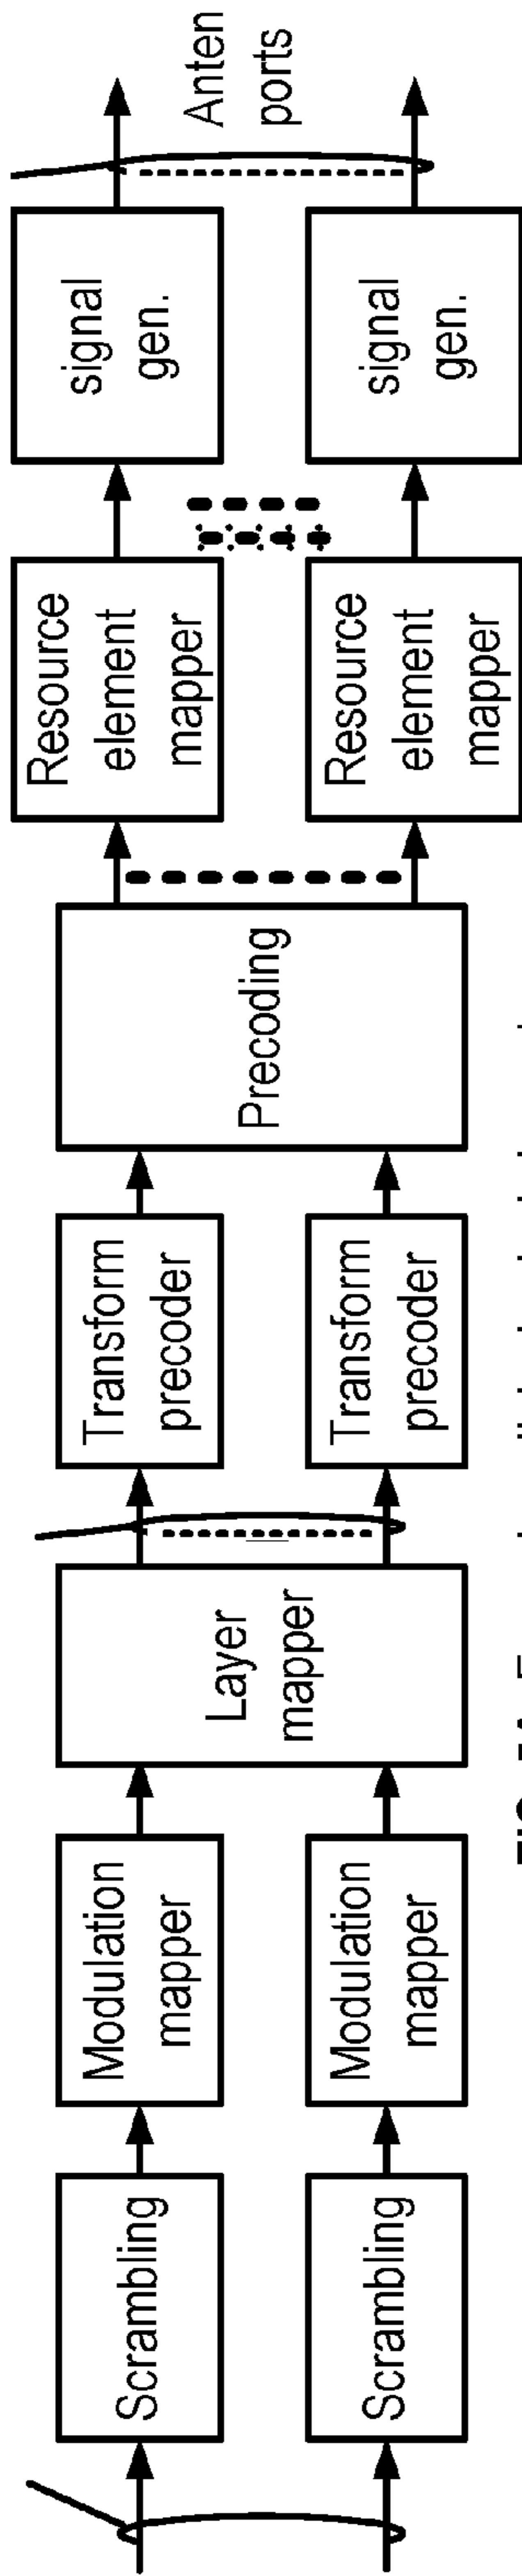 Scrambling
Modulation
mapper
Layer
mapper
Transform
precoder
Precoding
Resource
element
mapper
signal
gen.
Scrambling
Modulation
mapper
Transform
precoder
Resource
element
mapper
signal
gen.
Anten
ports